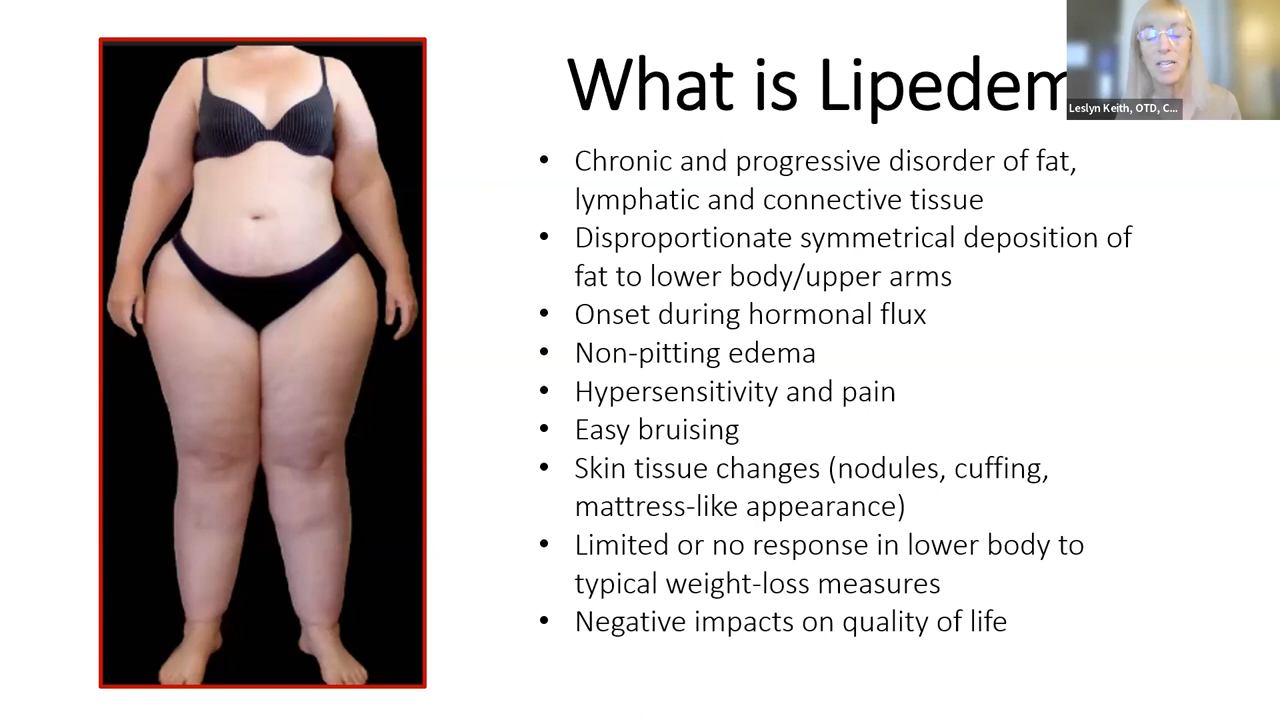 What is Lipedem
Leslyn Keith, OTD, C...
• Chronic and progressive disorder of fat,
lymphatic and connective tissue
• Disproportionate symmetrical deposition of
fat to lower body/upper arms
• Onset during hormonal flux
• Non-pitting edema
• Hypersensitivity and pain
• Easy bruising
• Skin tissue changes (nodules, cuffing,
mattress-like appearance)
• Limited or no response in lower body to
typical weight-loss measures
• Negative impacts on quality of life